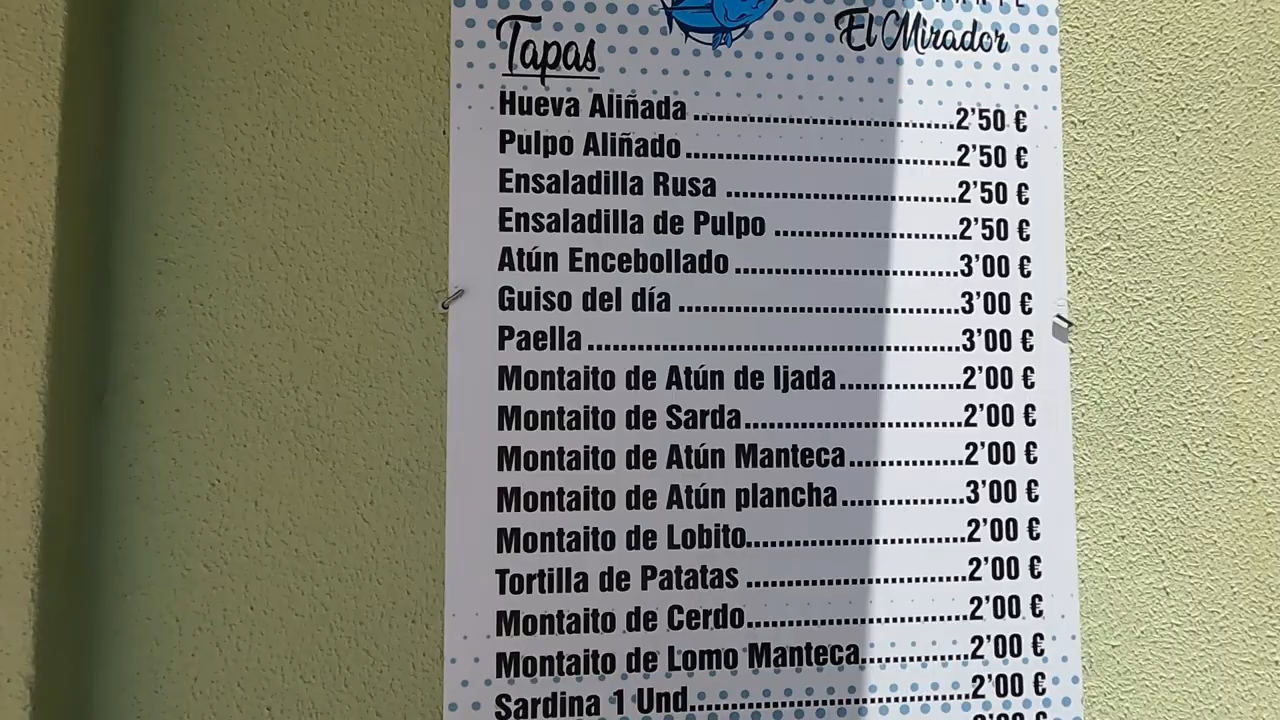 El Mirador
Tapas
Hueva Aliñada ........................................2'50 €
Pulpo Aliñado.........................................2'50 €
Ensaladilla Rusa ...................................2'50 €
Ensaladilla de Pulpo ............................2'50 €
Atún Encebollado ..................................3'00 €
Guiso del día ..........................................3'00 €
Paella ......................................................3'00 €
Montaito de Atún de Ijada..................2'00 €
Montaito de Sarda................................2'00 €
Montaito de Atún Manteca.................2'00 €
Montaito de Atún plancha..................3'00 €
Montaito de Lobito................................2'00 €
Tortilla de Patatas ................................2'00 €
Montaito de Cerdo................................2'00 €
Montaito de Lomo Manteca................2'00 €
Sardina 1 Und........................................2'00 €